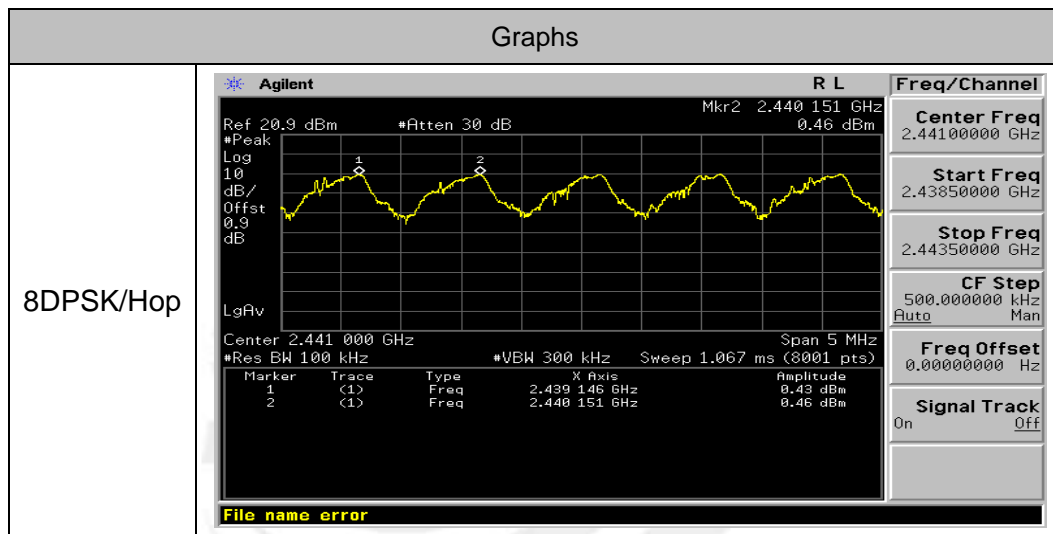 Graphs
8DPSK/Hop
Agilent
R L
Mkr2 2.440 151 GHz
Ref 20.9 dBm #Atten 30 dB 0.46 dBm
#Peak
Log
10
dB/
Offst
0.9
dB
LgAv
1
2
Center 2.441 000 GHz Span 5 MHz
#Res BW 100 kHz #VBW 300 kHz Sweep 1.067 ms (8001 pts)
Marker Trace Type X Axis Amplitude
1 (1) Freq 2.439 146 GHz 0.43 dBm
2 (1) Freq 2.440 151 GHz 0.46 dBm
File name error
Freq/Channel
Center Freq
2.44100000 GHz
Start Freq
2.43850000 GHz
Stop Freq
2.44350000 GHz
CF Step
500.000000 kHz
Auto Man
Freq Offset
0.00000000 Hz
Signal Track
On Off